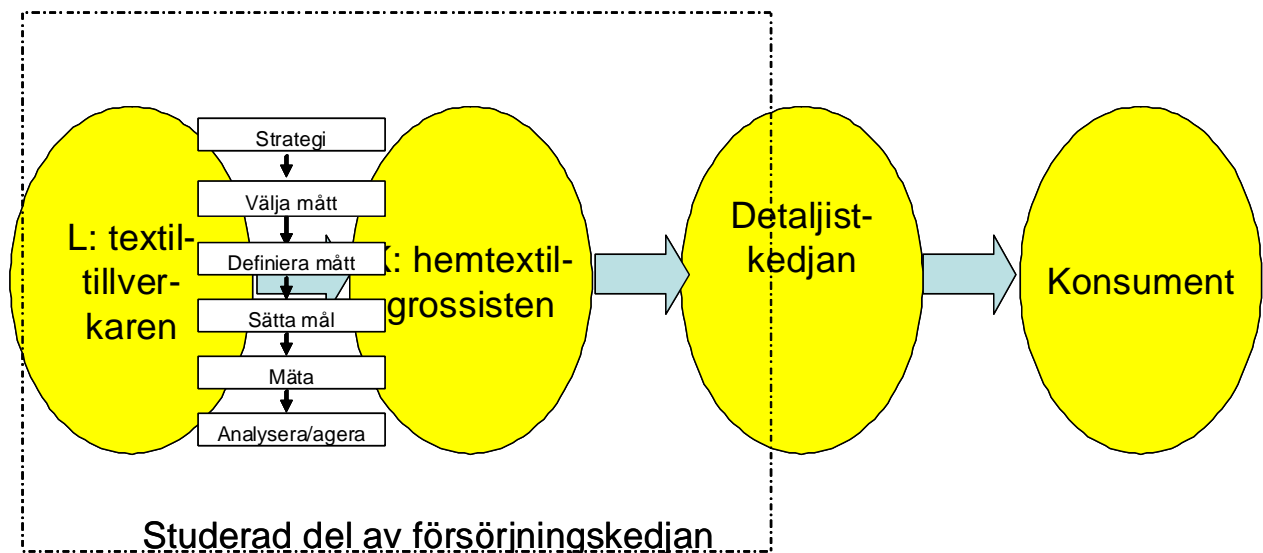 Strategi
Välja mått
Definiera mått
Sätta mål
Mäta
Analysera/agera
L: textil-
tillver-
karen
K: hemtextil-
grossisten
Detaljist-
kedjan
Konsument
Studerad del av försörjningskedjan